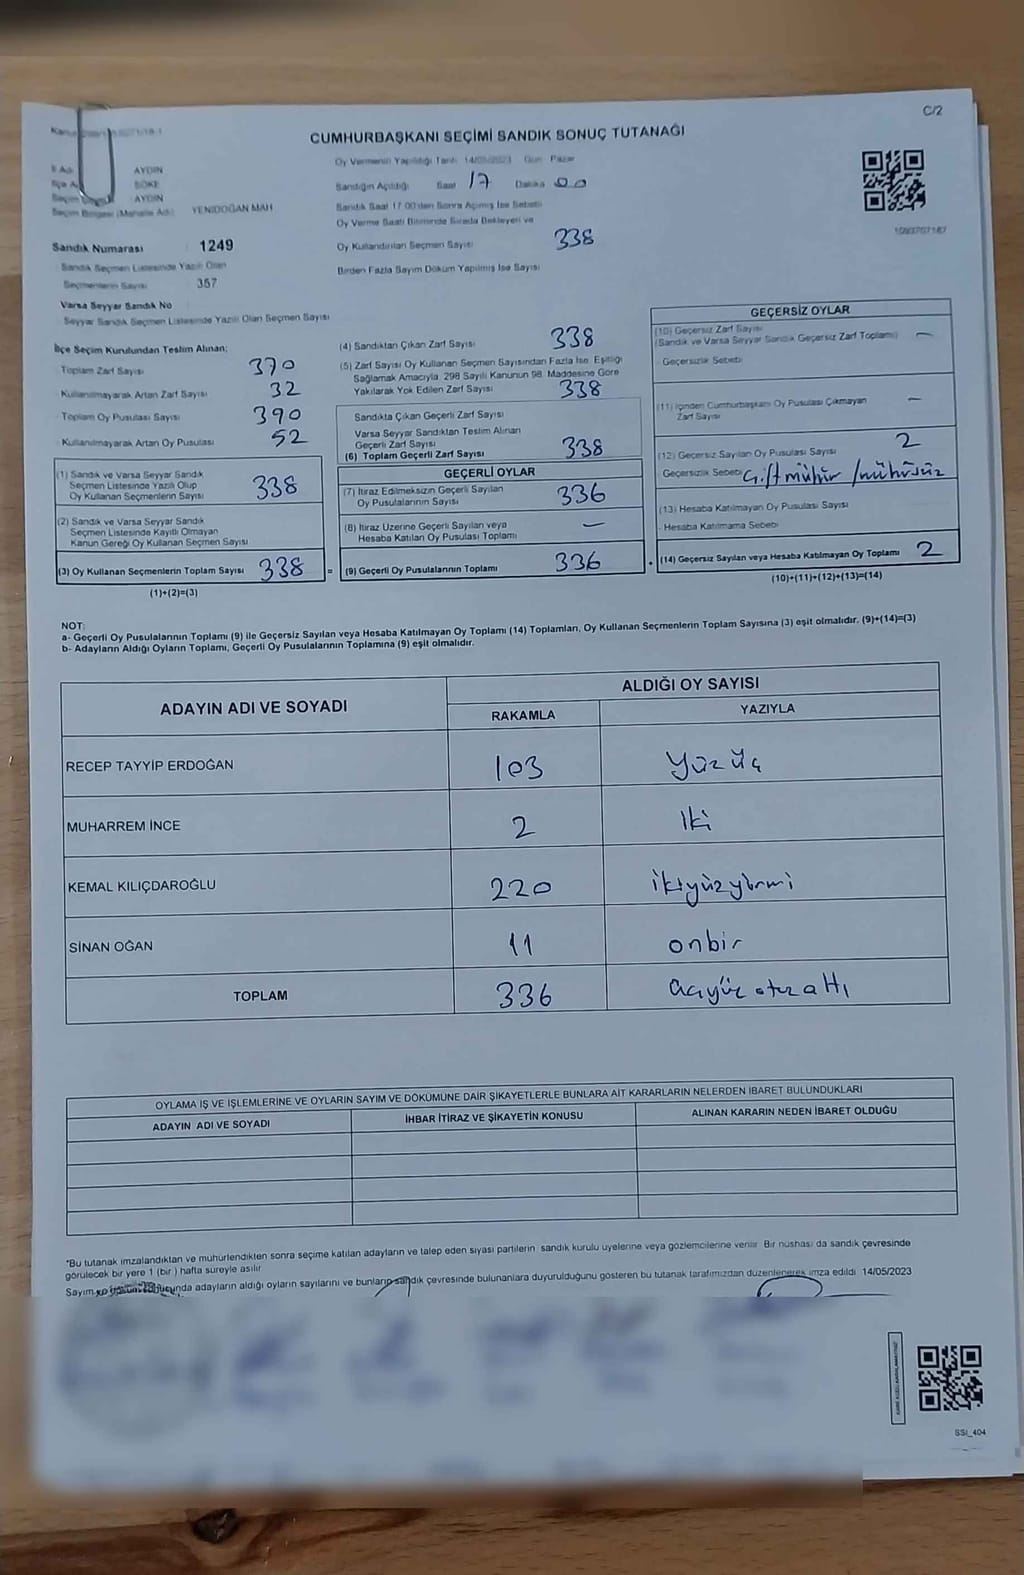 C/2
CUMHURBAŞKANI SEÇİMİ SANDIK SONUÇ TUTANAĞI
İl Adı AYDIN
İlçe A SÖKE
Seçim AYDIN
Seçim Bölgesi (Mahalle Adı) YENİDOĞAN MAH
Oy Vermenin Yapıldığı Tarih 14/05/2023 Gün Pazar
Sandığın Açıldığı Saat 17 Dakika 00
Sandık Saat 17.00'den Sonra Açılmış İse Sebebi
Oy Verme Saati Bitiminde Sırada Bekleyen ve
Oy Kullandırılan Seçmen Sayısı 338
Birden Fazla Sayım Döküm Yapılmış İse Sayısı
Sandık Numarası 1249
Sandık Seçmen Listesinde Yazılı Olan
Seçmenlerin Sayısı 357
Varsa Seyyar Sandık No
Seyyar Sandık Seçmen Listesinde Yazılı Olan Seçmen Sayısı
İlçe Seçim Kurulundan Teslim Alınan;
Toplam Zarf Sayısı 370
Kullanılmayarak Artan Zarf Sayısı 32
Toplam Oy Pusulası Sayısı 390
Kullanılmayarak Artan Oy Pusulası 52
(1) Sandık ve Varsa Seyyar Sandık
Seçmen Listesinde Yazılı Olup
Oy Kullanan Seçmenlerin Sayısı 338
(2) Sandık ve Varsa Seyyar Sandık
Seçmen Listesinde Kayıtlı Olmayan
Kanun Gereği Oy Kullanan Seçmen Sayısı
(3) Oy Kullanan Seçmenlerin Toplam Sayısı 338
(1)+(2)=(3)
(4) Sandıktan Çıkan Zarf Sayısı 338
(5) Zarf Sayısı Oy Kullanan Seçmen Sayısından Fazla İse, Eşitliği
Sağlamak Amacıyla, 298 Sayılı Kanunun 98. Maddesine Göre
Yakılarak Yok Edilen Zarf Sayısı 338
Sandıkta Çıkan Geçerli Zarf Sayısı
Varsa Seyyar Sandıktan Teslim Alınan
Geçerli Zarf Sayısı
(6) Toplam Geçerli Zarf Sayısı 338
GEÇERLİ OYLAR
(7) İtiraz Edilmeksizin Geçerli Sayılan
Oy Pusulalarının Sayısı 336
(8) İtiraz Üzerine Geçerli Sayılan veya
Hesaba Katılan Oy Pusulası Toplamı —
= (9) Geçerli Oy Pusulalarının Toplamı 336
GEÇERSİZ OYLAR
(10) Geçersiz Zarf Sayısı
(Sandık ve Varsa Seyyar Sandık Geçersiz Zarf Toplamı) —
Geçersizlik Sebebi
(11) İçinden Cumhurbaşkanı Oy Pusulası Çıkmayan
Zarf Sayısı —
(12) Geçersiz Sayılan Oy Pusulası Sayısı 2
Geçersizlik Sebebi Çift mühür / mühürsüz
(13) Hesaba Katılmayan Oy Pusulası Sayısı
Hesaba Katılmama Sebebi
(14) Geçersiz Sayılan veya Hesaba Katılmayan Oy Toplamı 2
(10)+(11)+(12)+(13)=(14)
NOT:
a- Geçerli Oy Pusulalarının Toplamı (9) ile Geçersiz Sayılan veya Hesaba Katılmayan Oy Toplamı (14) Toplamları, Oy Kullanan Seçmenlerin Toplam Sayısına (3) eşit olmalıdır. (9)+(14)=(3)
b- Adayların Aldığı Oyların Toplamı, Geçerli Oy Pusulalarının Toplamına (9) eşit olmalıdır.
ADAYIN ADI VE SOYADI
ALDIĞI OY SAYISI
RAKAMLA YAZIYLA
RECEP TAYYİP ERDOĞAN 103 Yüz üç
MUHARREM İNCE 2 İki
KEMAL KILIÇDAROĞLU 220 ikiyüzyirmi
SİNAN OĞAN 11 onbir
TOPLAM 336 üçyüz otuz altı
OYLAMA İŞ VE İŞLEMLERİNE VE OYLARIN SAYIM VE DÖKÜMÜNE DAİR ŞİKAYETLERLE BUNLARA AİT KARARLARIN NELERDEN İBARET BULUNDUKLARI
ADAYIN ADI VE SOYADI İHBAR İTİRAZ VE ŞİKAYETİN KONUSU ALINAN KARARIN NEDEN İBARET OLDUĞU
*Bu tutanak imzalandıktan ve mühürlendikten sonra seçime katılan adayların ve talep eden siyasi partilerin sandık kurulu üyelerine veya gözlemcilerine verilir. Bir nüshası da sandık çevresinde
görülecek bir yere 1 (bir ) hafta süreyle asılır.
Sayım adayların aldığı oyların sayılarını ve bunların sandık çevresinde bulunanlara duyurulduğunu gösteren bu tutanak tarafımızdan düzenlenerek imza edildi 14/05/2023
SSI_404